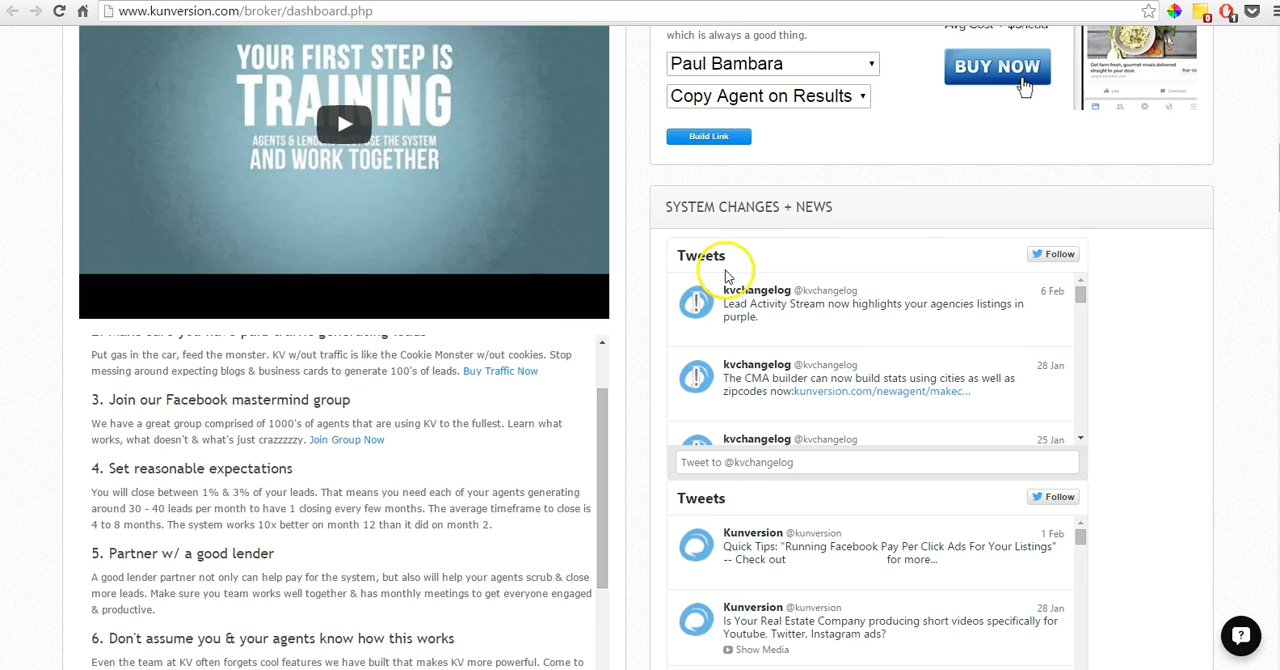 www.kunversion.com/broker/dashboard.php
0
1
YOUR FIRST STEP IS
TRAINING
AND WORK TOGETHER
Put gas in the car, feed the monster. KV w/out traffic is like the Cookie Monster w/out cookies. Stop
messing around expecting blogs & business cards to generate 100's of leads. Buy Traffic Now
3. Join our Facebook mastermind group
We have a great group comprised of 1000's of agents that are using KV to the fullest. Learn what
works, what doesn't & what's just crazzzzzy. Join Group Now
4. Set reasonable expectations
You will close between 1% & 3% of your leads. That means you need each of your agents generating
around 30 - 40 leads per month to have 1 closing every few months. The average timeframe to close is
4 to 8 months. The system works 10x better on month 12 than it did on month 2.
5. Partner w/ a good lender
A good lender partner not only can help pay for the system, but also will help your agents scrub & close
more leads. Make sure you team works well together & has monthly meetings to get everyone engaged
& productive.
6. Don't assume you & your agents know how this works
Even the team at KV often forgets cool features we have built that makes KV more powerful. Come to
which is always a good thing.
Paul Bambara
Copy Agent on Results
Build Link
BUY NOW
Get farm fresh, gourmet meals delivered
straight to your door.
Sign Up
Like
Comment
SYSTEM CHANGES + NEWS
Tweets
Follow
kvchangelog @kvchangelog 6 Feb
Lead Activity Stream now highlights your agencies listings in
purple.
kvchangelog @kvchangelog 28 Jan
The CMA builder can now build stats using cities as well as
zipcodes now:kunversion.com/newagent/makec...
kvchangelog @kvchangelog 25 Jan
Tweet to @kvchangelog
Tweets
Follow
Kunversion @kunversion 1 Feb
Quick Tips: "Running Facebook Pay Per Click Ads For Your Listings"
-- Check out for more...
Kunversion @kunversion 28 Jan
Is Your Real Estate Company producing short videos specifically for
Youtube, Twitter, Instagram ads?
Show Media